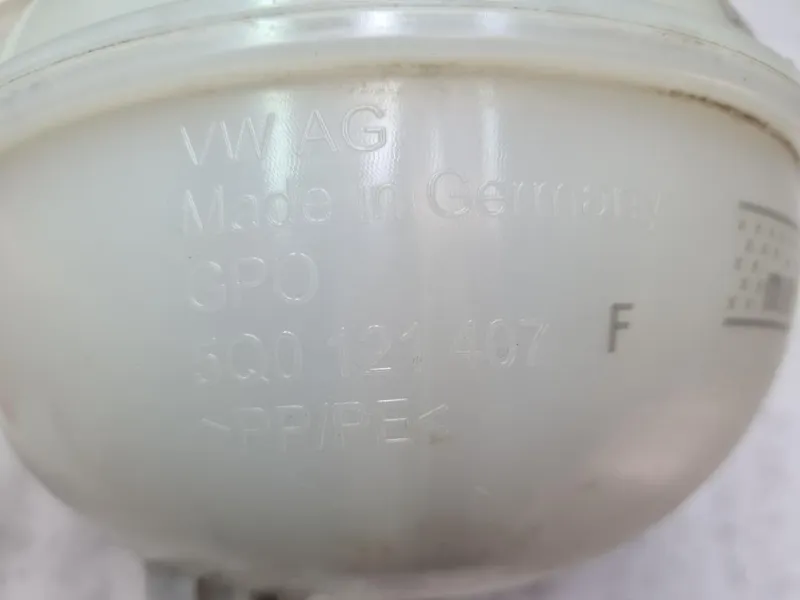 VW AG
Made in Germany
GPO
5Q0 121 407 F
>PP/PE<